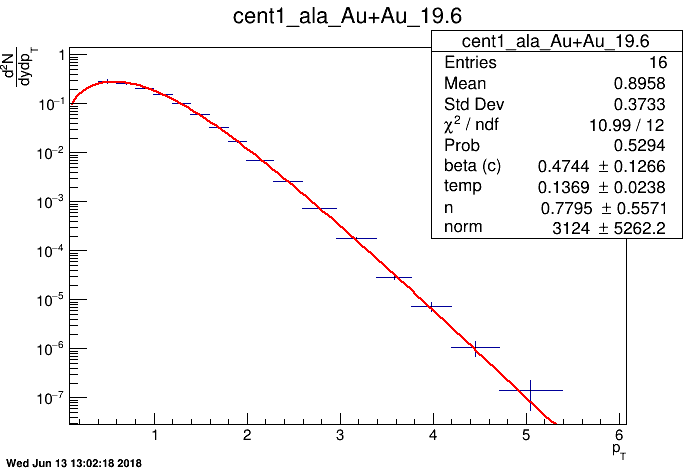 cent1_ala_Au+Au_19.6
cent1_ala_Au+Au_19.6
Entries 16
Mean 0.8958
Std Dev 0.3733
χ² / ndf 10.99 / 12
Prob 0.5294
beta (c) 0.4744 ± 0.1266
temp 0.1369 ± 0.0238
n 0.7795 ± 0.5571
norm 3124 ± 5262.2
d²N
dydp_T
1
10⁻¹
10⁻²
10⁻³
10⁻⁴
10⁻⁵
10⁻⁶
10⁻⁷
1 2 3 4 5 6
p_T
Wed Jun 13 13:02:18 2018